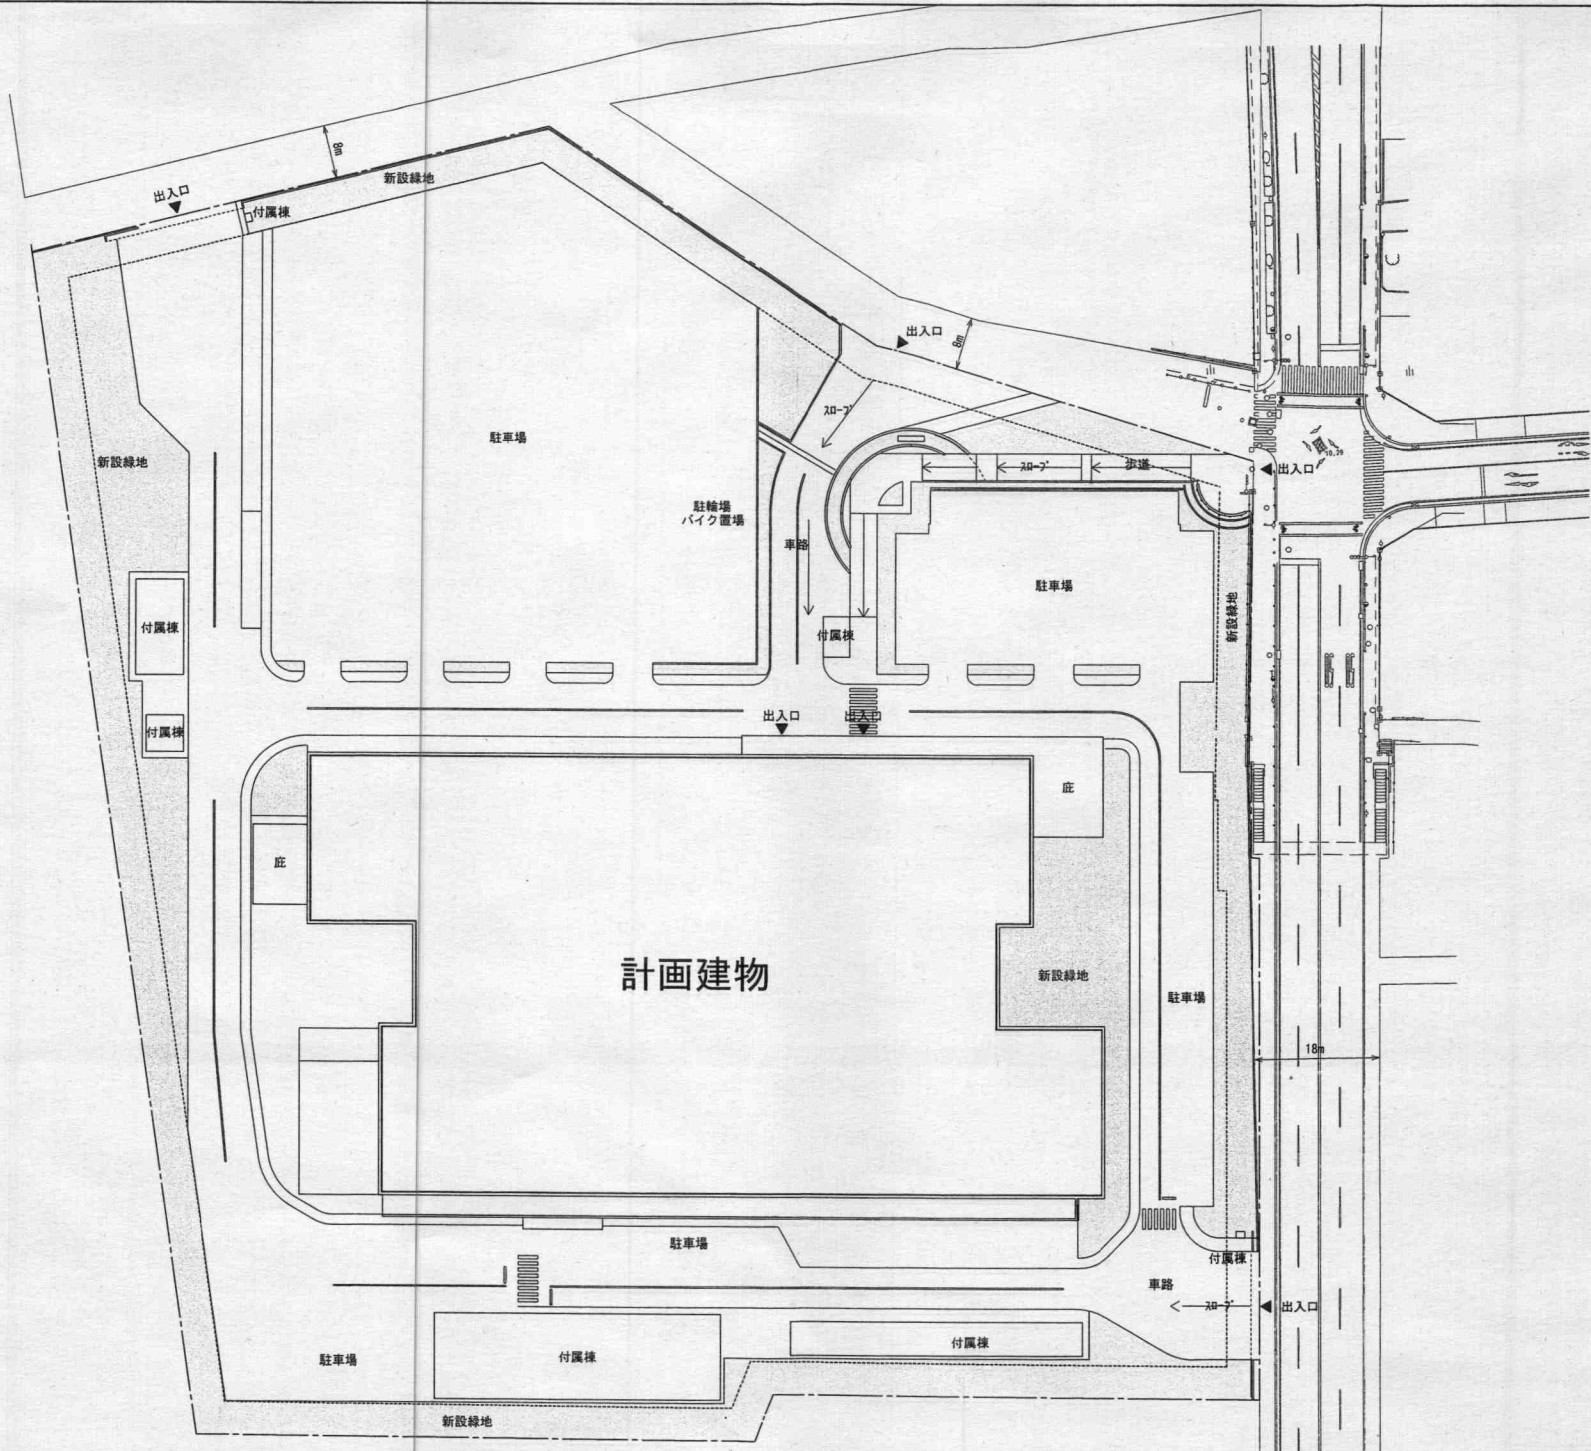 8m
新設緑地
出入口
付属棟
出入口
8m
スロープ
駐車場
新設緑地
スロープ
歩道
出入口
10.29
駐輪場
バイク置場
車路
駐車場
新設緑地
付属棟
付属棟
付属棟
出入口
出入口
庇
庇
計画建物
新設緑地
駐車場
18m
駐車場
付属棟
車路
スロープ
出入口
駐車場
付属棟
付属棟
新設緑地